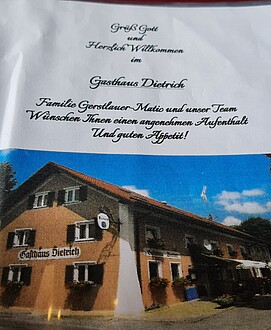 Grüß Gott
und
Herzlich Willkommen
im
Gasthaus Dietrich
Familie Gerstlauer-Matio und unser Team
Wünschen Ihnen einen angenehmen Aufenthalt
Und guten Appetit!
Gasthaus Dietrich